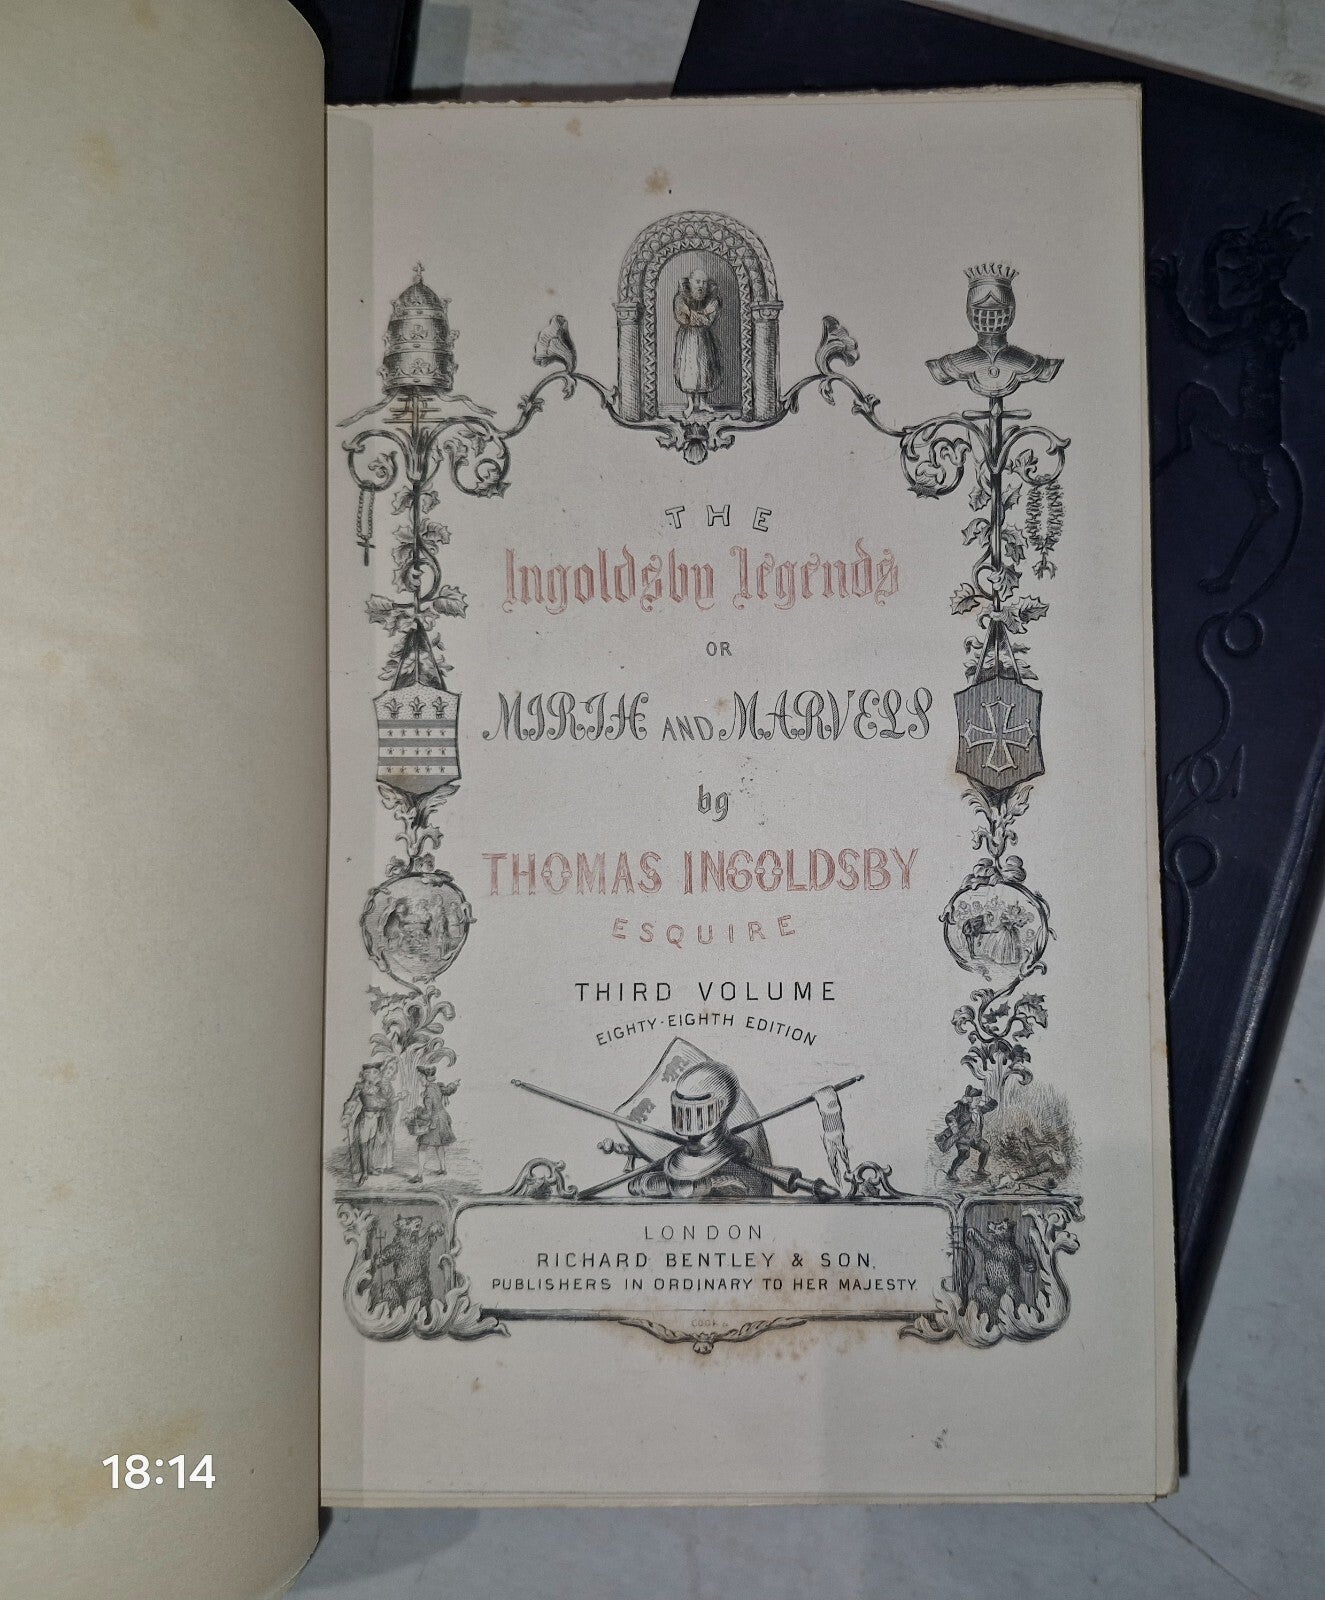 THE
Ingoldsby Legends
OR
MIRTH AND MARVELS
by
THOMAS INGOLDSBY
ESQUIRE
THIRD VOLUME
EIGHTY-EIGHTH EDITION
LONDON,
RICHARD BENTLEY & SON,
PUBLISHERS IN ORDINARY TO HER MAJESTY.
18:14